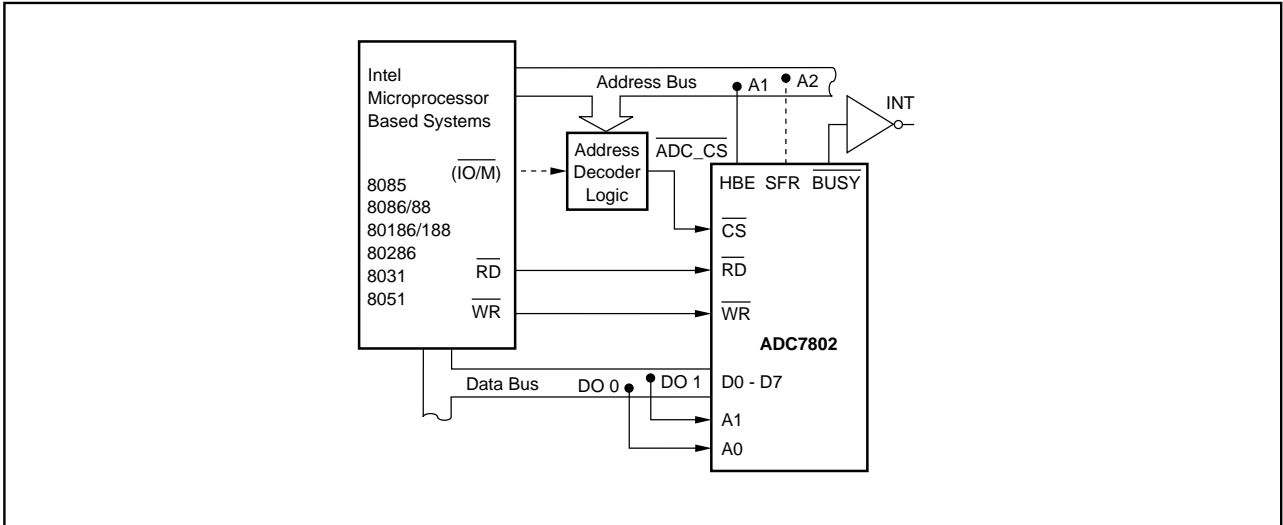 Intel
Microprocessor
Based Systems
(IO/M)
8085
8086/88
80186/188
80286
8031
8051
RD
WR
Address Bus
Address
Decoder
Logic
ADC_CS
A1
A2
INT
HBE SFR BUSY
CS
RD
WR
ADC7802
Data Bus
DO 0
DO 1
D0 - D7
A1
A0